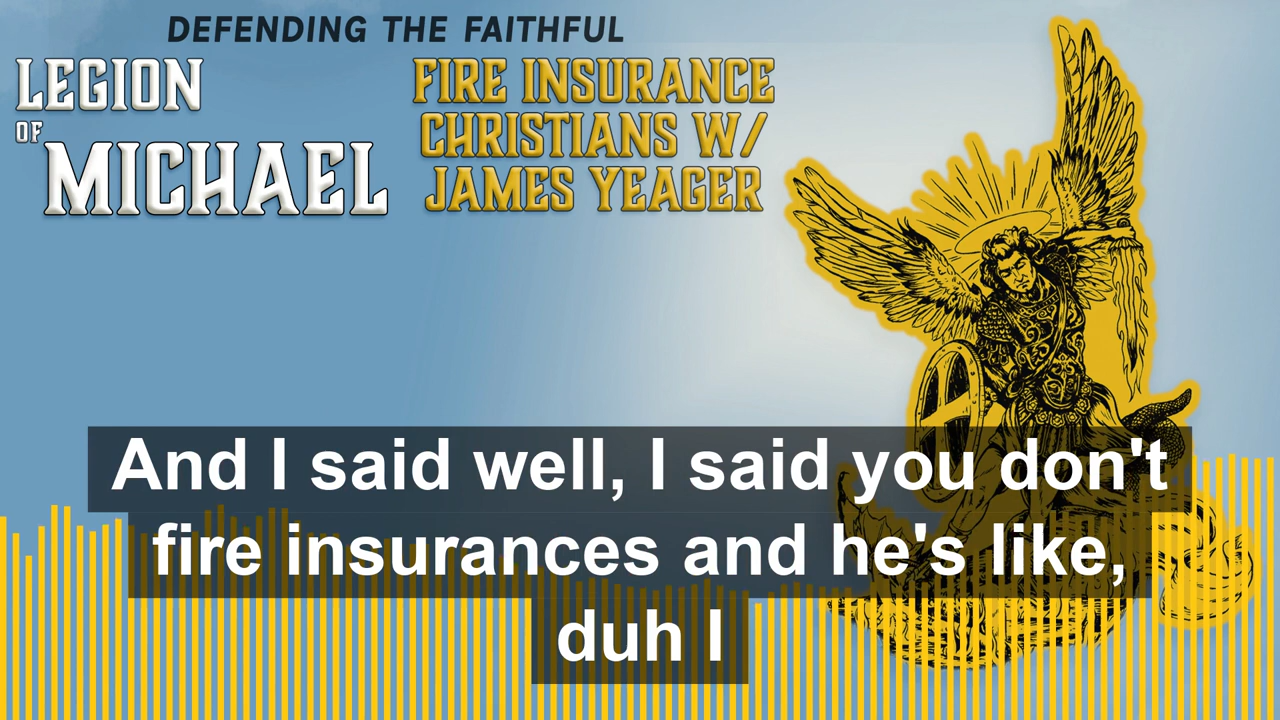 DEFENDING THE FAITHFUL
LEGION
OF
MICHAEL
FIRE INSURANCE
CHRISTIANS W/
JAMES YEAGER
And I said well, I said you don't
fire insurances and he's like,
duh I